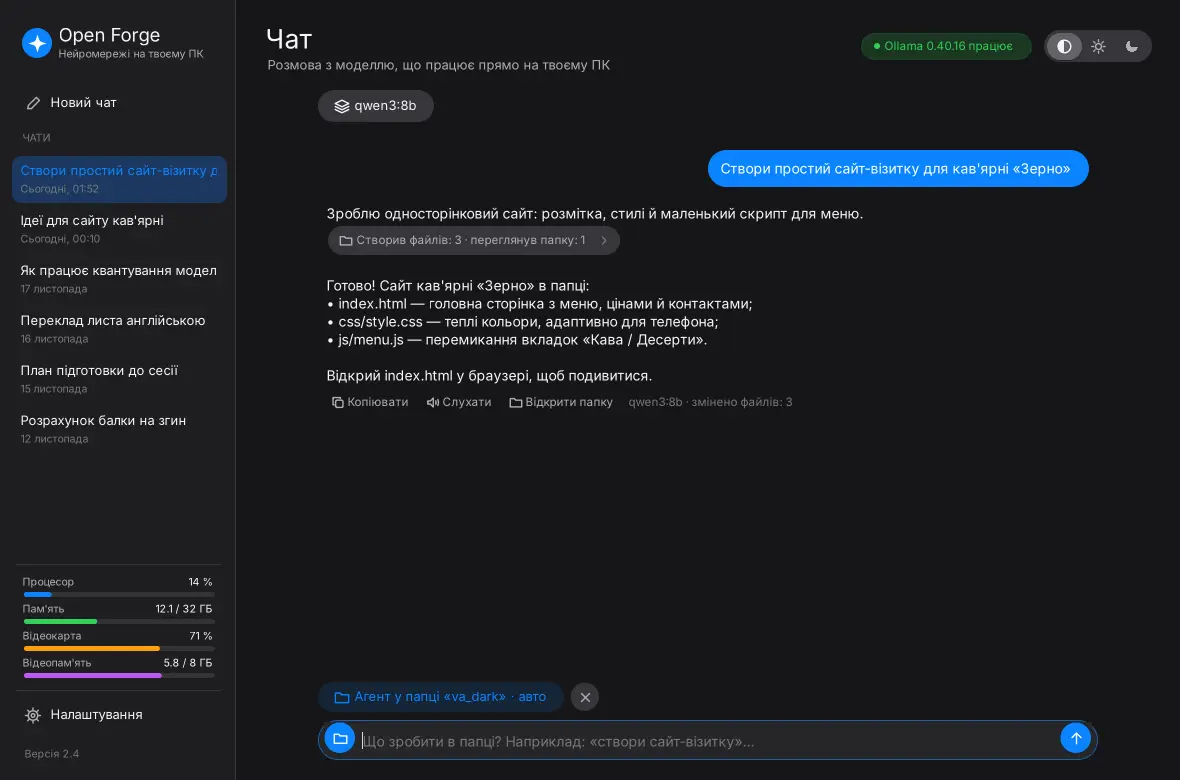 Open Forge
Нейромережі на твоєму ПК
Новий чат
ЧАТИ
Створи простий сайт-візитку д
Сьогодні, 01:52
Ідеї для сайту кав'ярні
Сьогодні, 00:10
Як працює квантування модел
17 листопада
Переклад листа англійською
16 листопада
План підготовки до сесії
15 листопада
Розрахунок балки на згин
12 листопада
Процесор 14 %
Пам'ять 12.1 / 32 ГБ
Відеокарта 71 %
Відеопам'ять 5.8 / 8 ГБ
Налаштування
Версія 2.4
Чат
Розмова з моделлю, що працює прямо на твоєму ПК
Ollama 0.40.16 працює
qwen3:8b
Створи простий сайт-візитку для кав'ярні «Зерно»
Зроблю односторінковий сайт: розмітка, стилі й маленький скрипт для меню.
Створив файлів: 3 · переглянув папку: 1
Готово! Сайт кав'ярні «Зерно» в папці:
• index.html — головна сторінка з меню, цінами й контактами;
• css/style.css — теплі кольори, адаптивно для телефона;
• js/menu.js — перемикання вкладок «Кава / Десерти».
Відкрий index.html у браузері, щоб подивитися.
Копіювати Слухати Відкрити папку qwen3:8b · змінено файлів: 3
Агент у папці «va_dark» · авто
Що зробити в папці? Наприклад: «створи сайт-візитку»...